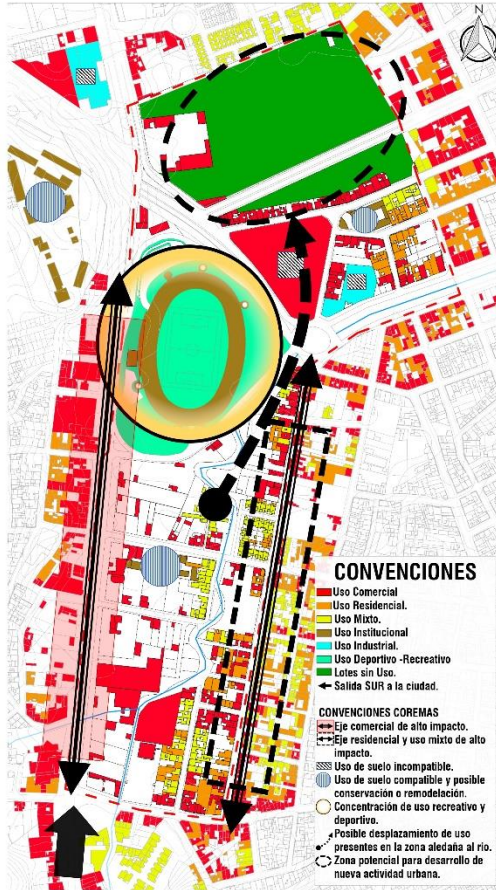 N
CONVENCIONES
Uso Comercial
Uso Residencial.
Uso Mixto.
Uso Institucional
Uso Industrial.
Uso Deportivo -Recreativo
Lotes sin Uso.
Salida SUR a la ciudad.
CONVENCIONES COREMAS
Eje comercial de alto impacto.
Eje residencial y uso mixto de alto
impacto.
Uso de suelo incompatible.
Uso de suelo compatible y posible
conservación o remodelación.
Concentración de uso recreativo y
deportivo.
Posible desplazamiento de uso
presentes en la zona aledaña al rio.
Zona potencial para desarrollo de
nueva actividad urbana.